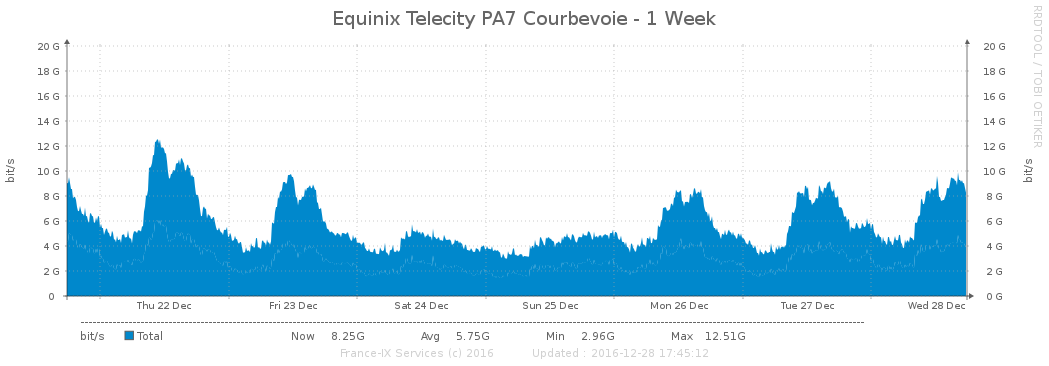 Equinix Telecity PA7 Courbevoie - 1 Week
RRDTOOL / TOBI OETIKER
20 G 20 G
18 G 18 G
16 G 16 G
14 G 14 G
12 G 12 G
10 G 10 G
8 G 8 G
6 G 6 G
4 G 4 G
2 G 2 G
0 0 G
bit/s
bit/s
Thu 22 Dec Fri 23 Dec Sat 24 Dec Sun 25 Dec Mon 26 Dec Tue 27 Dec Wed 28 Dec
bit/s Total Now 8.25G Avg 5.75G Min 2.96G Max 12.51G
France-IX Services (c) 2016 Updated : 2016-12-28 17:45:12